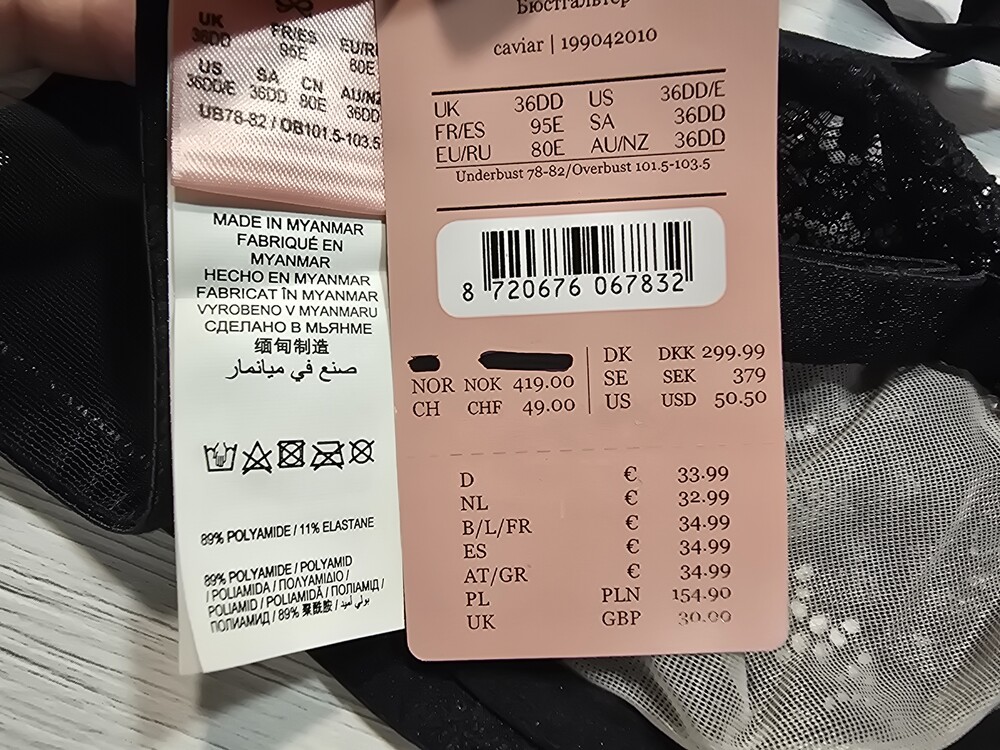 UK FR/ES EU/RU
36DD 95E 80E
US SA CN AU/NZ
36DD/E 36DD 80E 36DD
UB78-82 / OB101.5-103.5
MADE IN MYANMAR
FABRIQUÉ EN
MYANMAR
HECHO EN MYANMAR
FABRICAT ÎN MYANMAR
VYROBENO V MYANMARU
СДЕЛАНО В МЬЯНМЕ
缅甸制造
صنع في ميانمار
89% POLYAMIDE / 11% ELASTANE
89% POLYAMIDE / POLYAMID
/ POLIAMIDA / ΠΟΛΥΑΜΙΔΙΟ /
POLIAMID / POLIAMIDĂ / ПОЛІАМІД /
ПОЛИАМИД / 89% 聚酰胺 / بولي أميد
Бюстгальтер
caviar | 199042010
UK 36DD US 36DD/E
FR/ES 95E SA 36DD
EU/RU 80E AU/NZ 36DD
Underbust 78-82/Overbust 101.5-103.5
8 720676 067832
DK DKK 299.99
NOR NOK 419.00 SE SEK 379
CH CHF 49.00 US USD 50.50
D € 33.99
NL € 32.99
B/L/FR € 34.99
ES € 34.99
AT/GR € 34.99
PL PLN 154.90
UK GBP 30.00